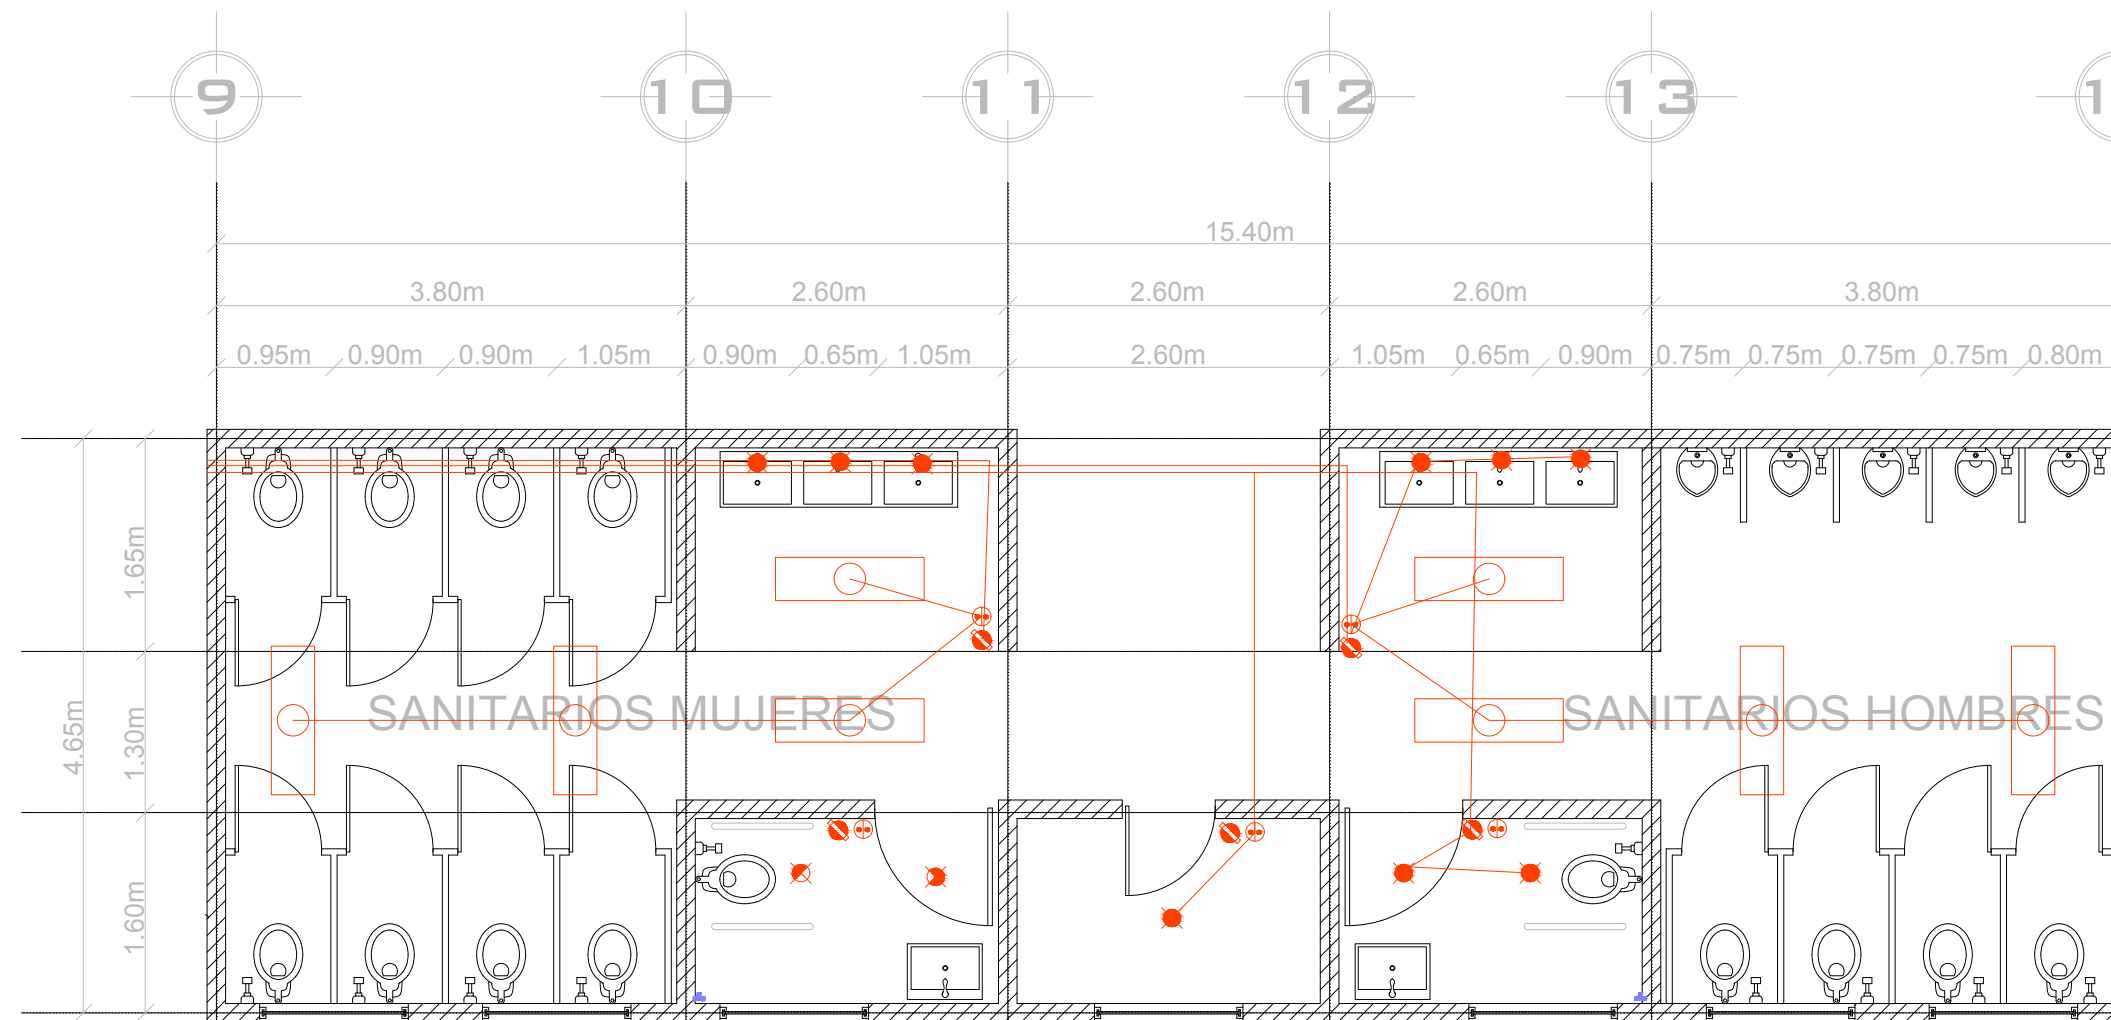 9 10 11 12 13 1
15.40m
3.80m 2.60m 2.60m 2.60m 3.80m
0.95m 0.90m 0.90m 1.05m 0.90m 0.65m 1.05m 2.60m 1.05m 0.65m 0.90m 0.75m 0.75m 0.75m 0.75m 0.80m
1.65m
4.65m
1.30m
SANITARIOS MUJERES
SANITARIOS HOMBRES
1.60m